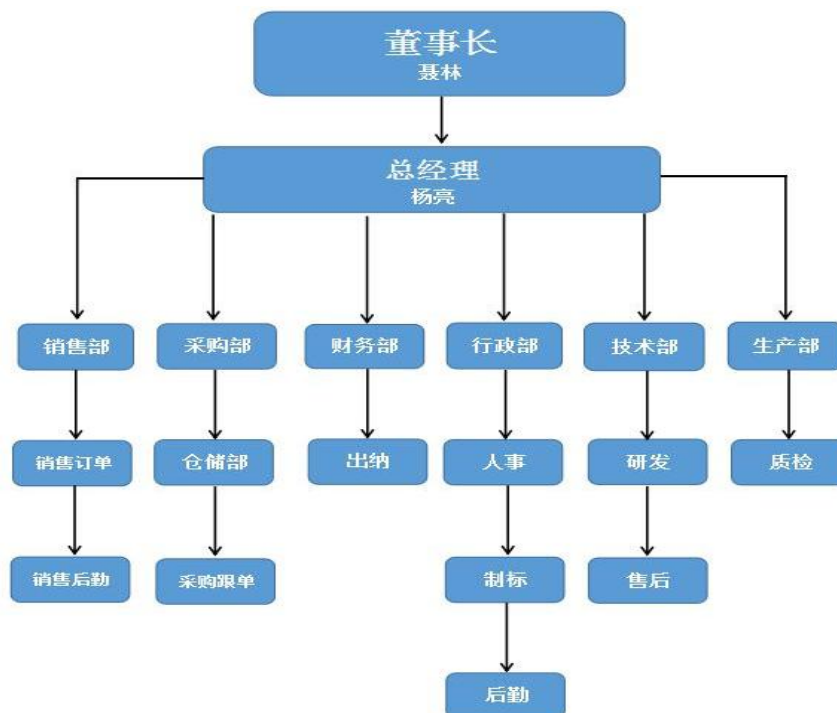 董事长
聂林
总经理
杨亮
销售部
采购部
财务部
行政部
技术部
生产部
销售订单
仓储部
出纳
人事
研发
质检
销售后勤
采购跟单
制标
售后
后勤